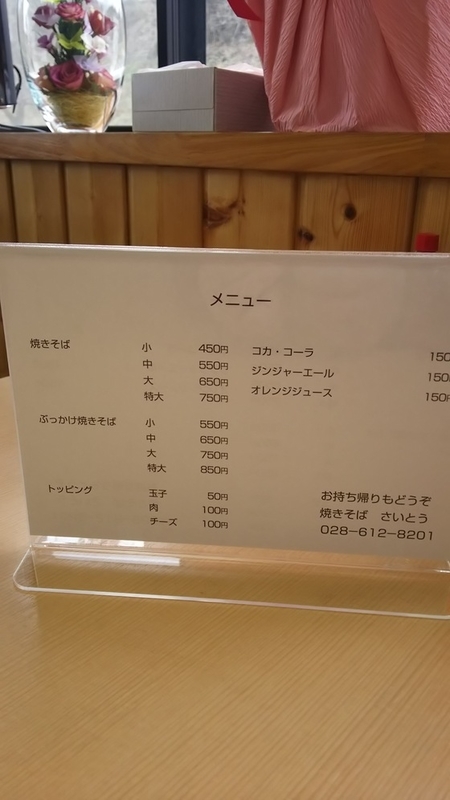 メニュー
焼きそば 小 450円
中 550円
大 650円
特大 750円
ぶっかけ焼きそば 小 550円
中 650円
大 750円
特大 850円
トッピング 玉子 50円
肉 100円
チーズ 100円
コカ・コーラ 150
ジンジャーエール 150
オレンジジュース 150円
お持ち帰りもどうぞ
焼きそば さいとう
028-612-8201